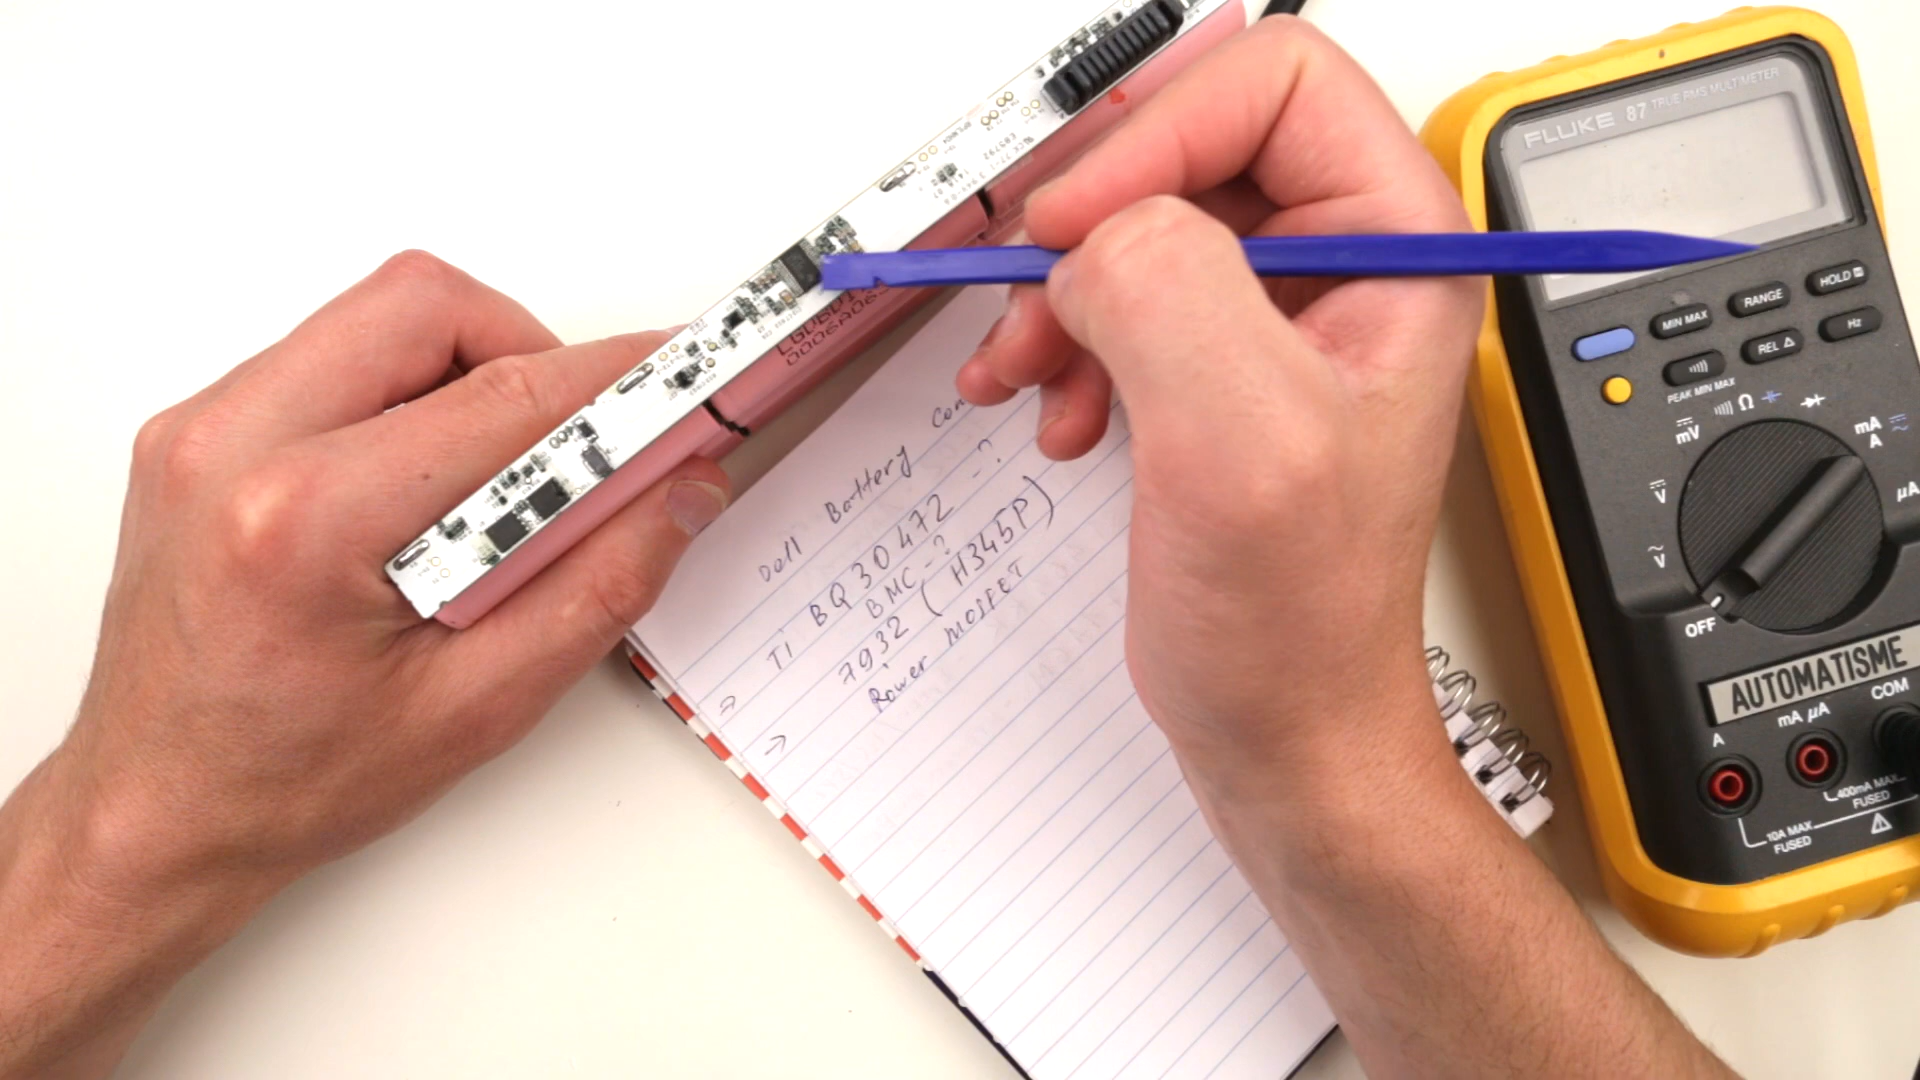 FLUKE 87 TRUE RMS MULTIMETER
MIN MAX
RANGE
HOLD
REL Δ
Hz
PEAK MIN MAX
mV
Ω
mA
A
V
µA
V
OFF
AUTOMATISME
A
mA µA
COM
400mA MAX
FUSED
10A MAX
FUSED
Dell Battery Con
TI BQ30472 - ?
BMC - ?
7932 (H345P)
Power MOSFET